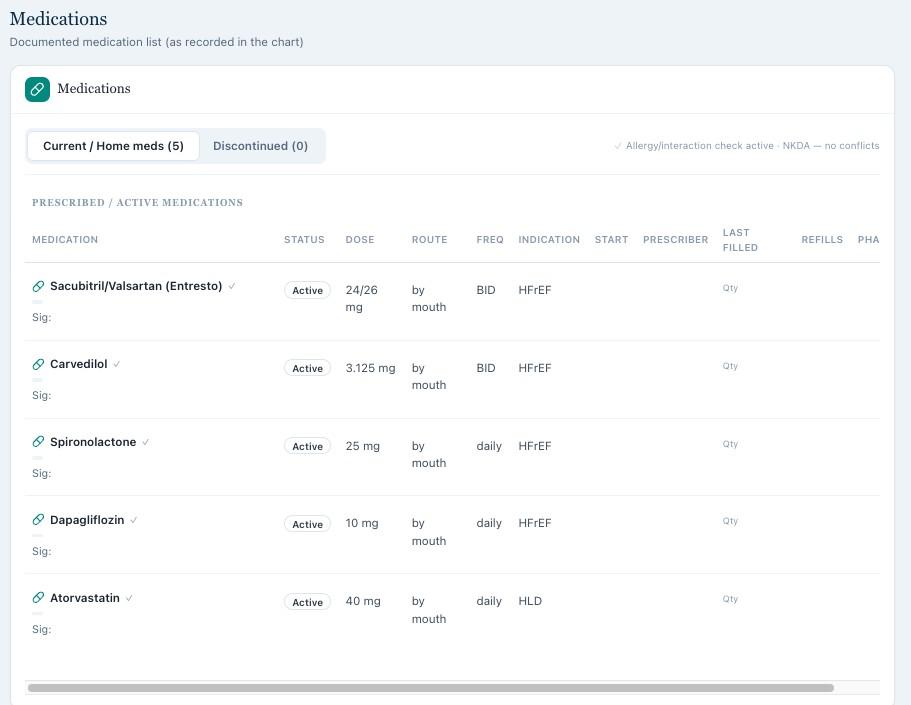 Medications
Documented medication list (as recorded in the chart)
Medications
Current / Home meds (5) Discontinued (0) ✓ Allergy/interaction check active · NKDA — no conflicts
PRESCRIBED / ACTIVE MEDICATIONS
MEDICATION STATUS DOSE ROUTE FREQ INDICATION START PRESCRIBER LAST FILLED REFILLS PHA
Sacubitril/Valsartan (Entresto) ✓ Active 24/26 mg by mouth BID HFrEF Qty
Sig:
Carvedilol ✓ Active 3.125 mg by mouth BID HFrEF Qty
Sig:
Spironolactone ✓ Active 25 mg by mouth daily HFrEF Qty
Sig:
Dapagliflozin ✓ Active 10 mg by mouth daily HFrEF Qty
Sig:
Atorvastatin ✓ Active 40 mg by mouth daily HLD Qty
Sig: